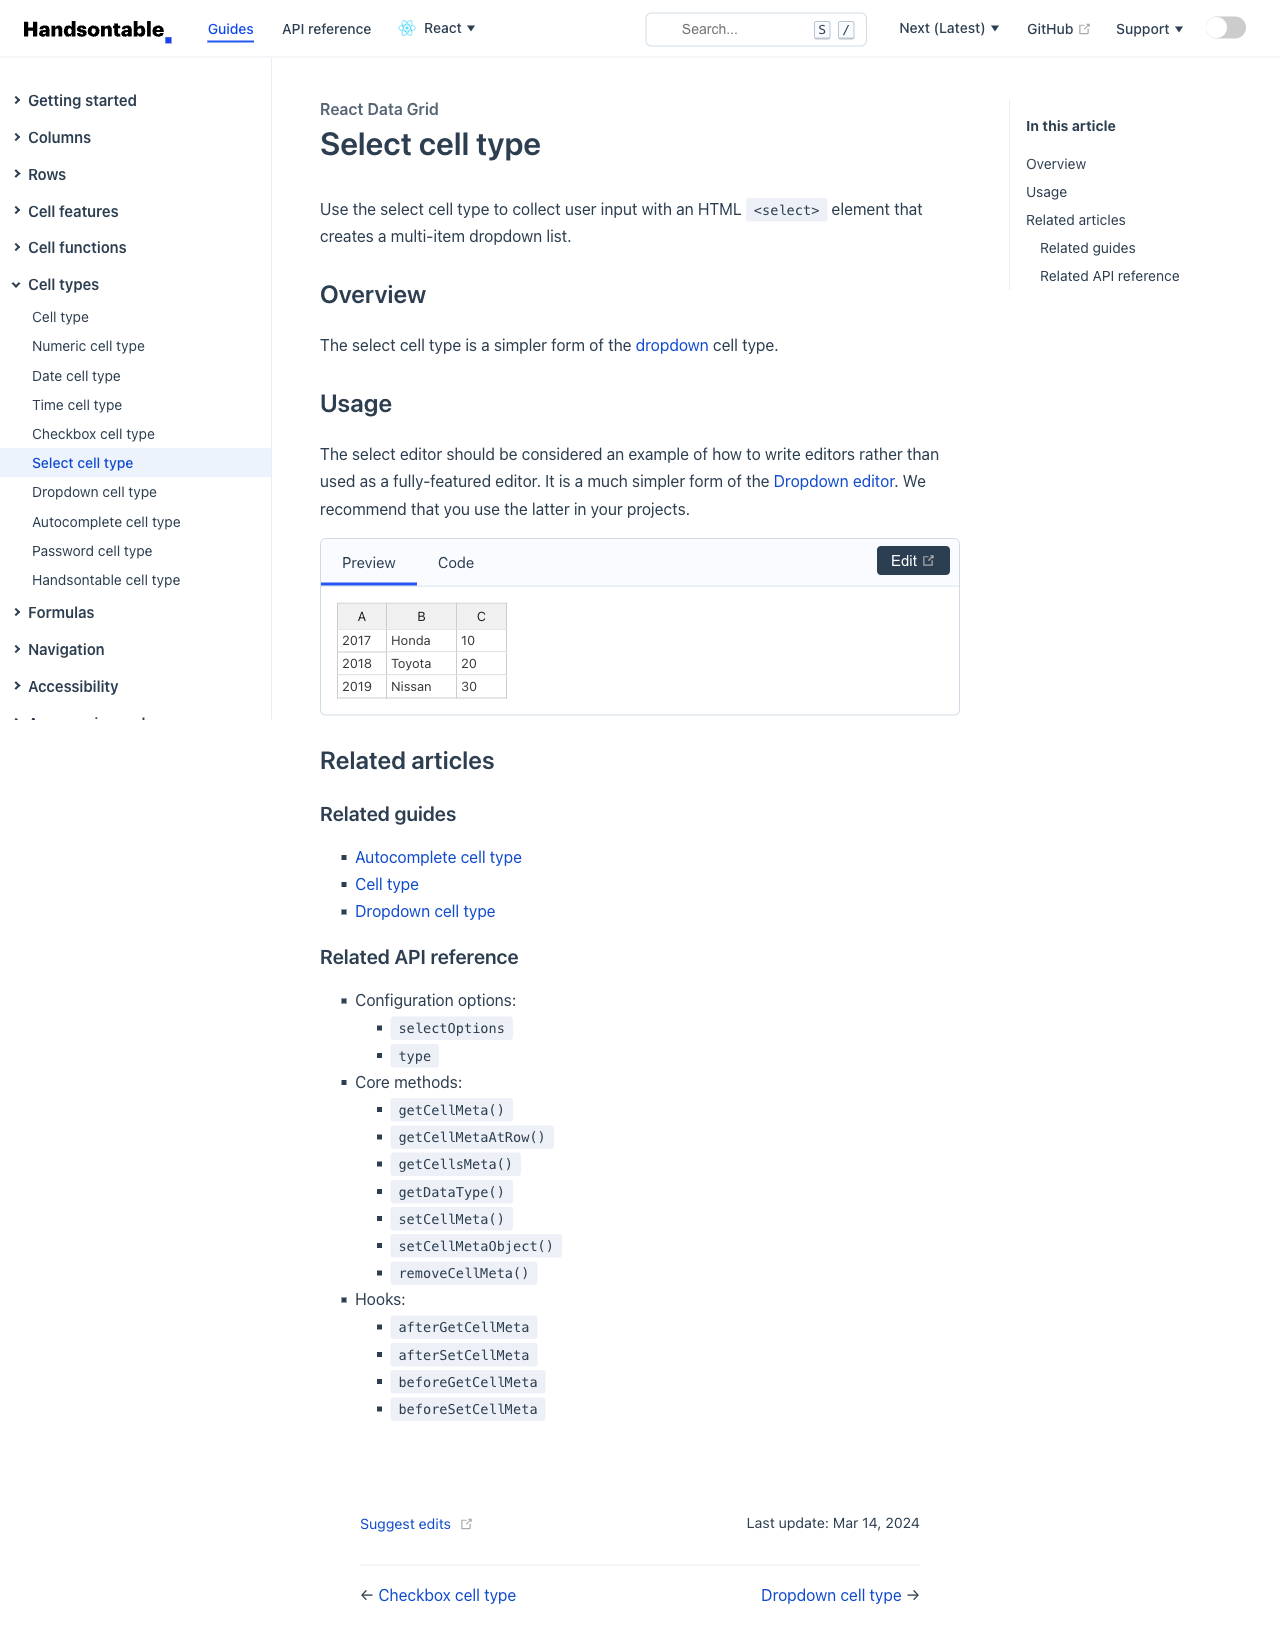 Handsontable
Guides
API reference
React
Search...
S
/
Next (Latest)
GitHub
Support
Getting started
Columns
Rows
Cell features
Cell functions
Cell types
Cell type
Numeric cell type
Date cell type
Time cell type
Checkbox cell type
Select cell type
Dropdown cell type
Autocomplete cell type
Password cell type
Handsontable cell type
Formulas
Navigation
Accessibility
React Data Grid
Select cell type
Use the select cell type to collect user input with an HTML <select> element that
creates a multi-item dropdown list.
Overview
The select cell type is a simpler form of the dropdown cell type.
Usage
The select editor should be considered an example of how to write editors rather than
used as a fully-featured editor. It is a much simpler form of the Dropdown editor. We
recommend that you use the latter in your projects.
Preview
Code
Edit
A B C
2017 Honda 10
2018 Toyota 20
2019 Nissan 30
Related articles
Related guides
Autocomplete cell type
Cell type
Dropdown cell type
Related API reference
Configuration options:
selectOptions
type
Core methods:
getCellMeta()
getCellMetaAtRow()
getCellsMeta()
getDataType()
setCellMeta()
setCellMetaObject()
removeCellMeta()
Hooks:
afterGetCellMeta
afterSetCellMeta
beforeGetCellMeta
beforeSetCellMeta
Suggest edits
Last update: Mar 14, 2024
← Checkbox cell type
Dropdown cell type →
In this article
Overview
Usage
Related articles
Related guides
Related API reference